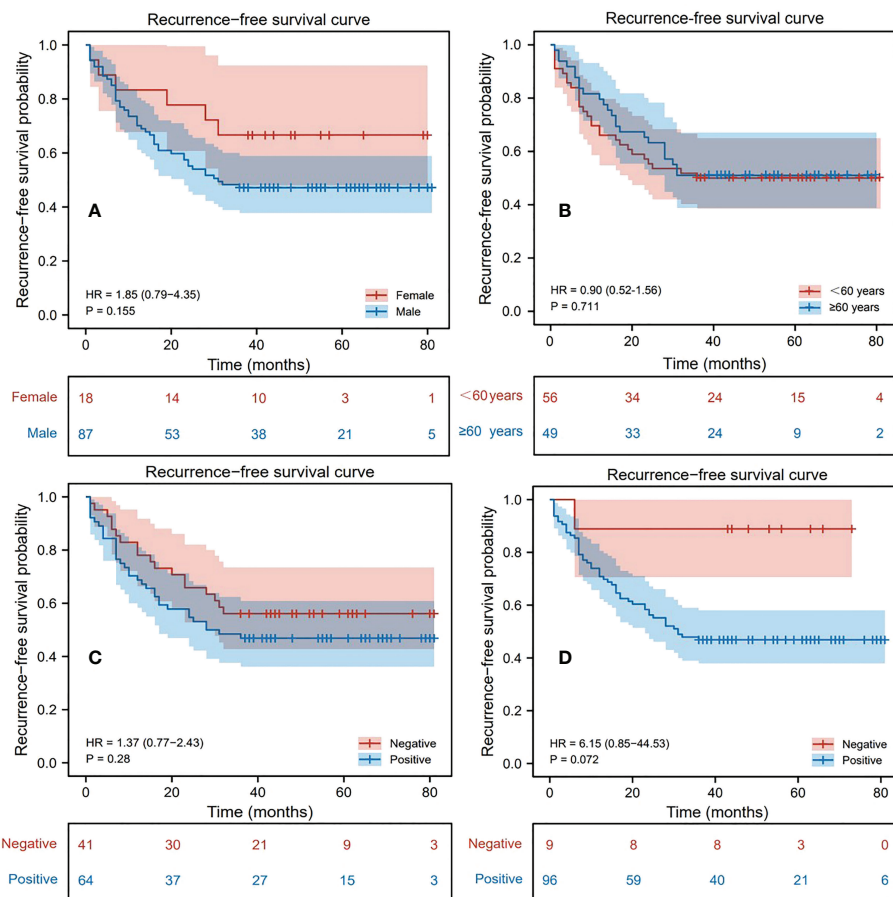 Recurrence−free survival curve
Recurrence-free survival probability
1.0
0.8
0.6
0.4
0.2
0.0
A
HR = 1.85 (0.79−4.35)
P = 0.155
Female
Male
0 20 40 60 80
Time (months)
Female 18 14 10 3 1
Male 87 53 38 21 5
Recurrence-free survival curve
Recurrence-free survival probability
1.0
0.8
0.6
0.4
0.2
0.0
B
HR = 0.90 (0.52-1.56)
P = 0.711
<60 years
≥60 years
0 20 40 60 80
Time (months)
<60 years 56 34 24 15 4
≥60 years 49 33 24 9 2
Recurrence−free survival curve
Recurrence-free survival probability
1.0
0.8
0.6
0.4
0.2
0.0
C
HR = 1.37 (0.77−2.43)
P = 0.28
Negative
Positive
0 20 40 60 80
Time (months)
Negative 41 30 21 9 3
Positive 64 37 27 15 3
Recurrence−free survival curve
Recurrence-free survival probability
1.0
0.8
0.6
0.4
0.2
0.0
D
HR = 6.15 (0.85−44.53)
P = 0.072
Negative
Positive
0 20 40 60 80
Time (months)
Negative 9 8 8 3 0
Positive 96 59 40 21 6